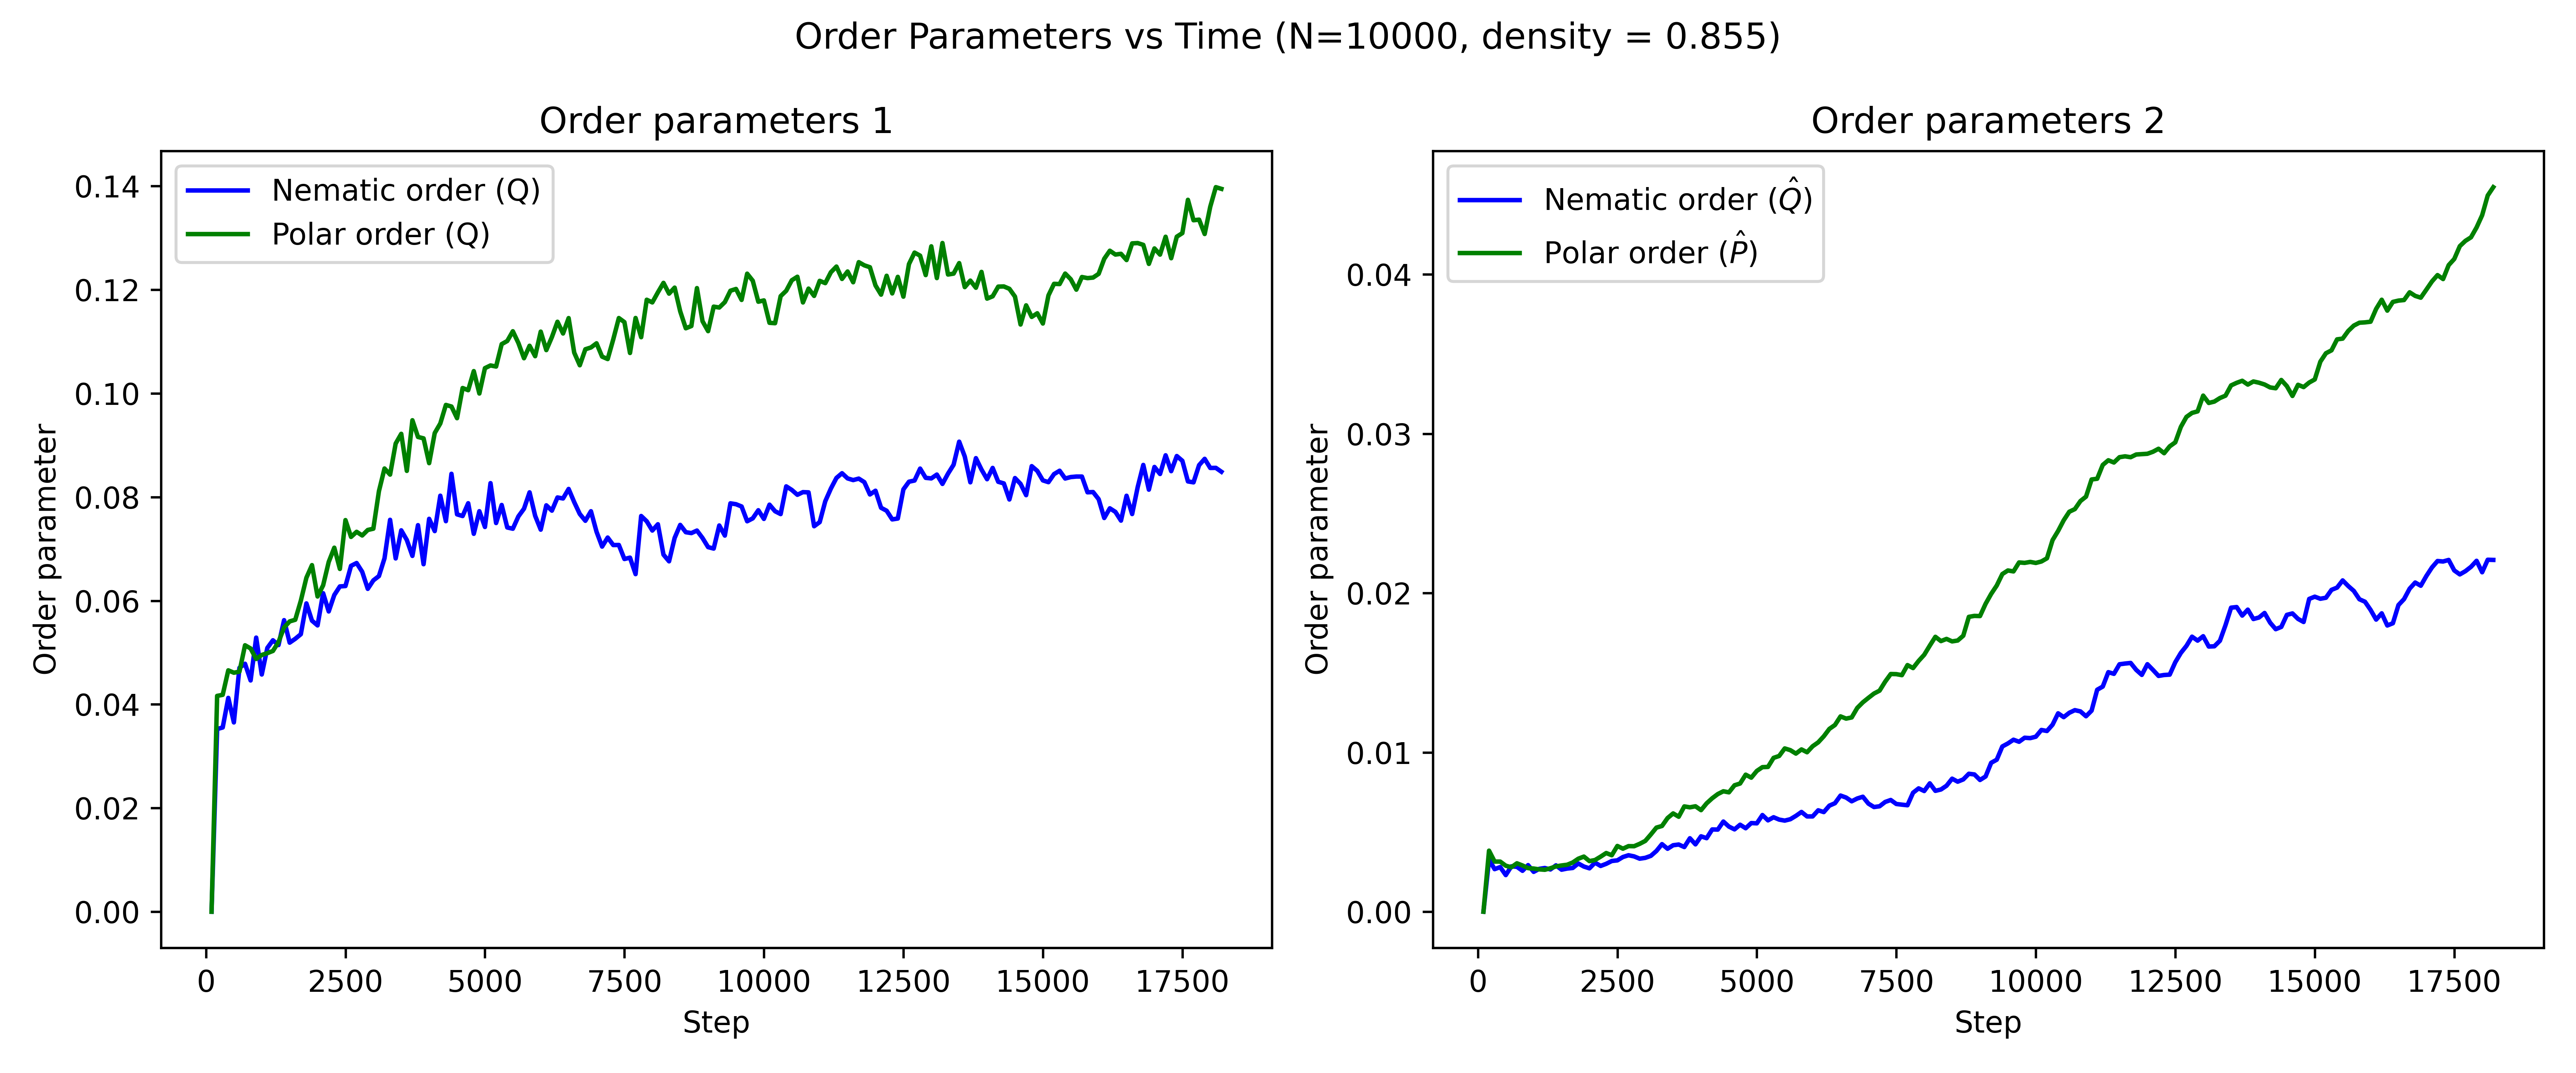 Order Parameters vs Time (N=10000, density = 0.855)
Order parameters 1
Nematic order (Q)
Polar order (Q)
0.14
0.12
0.10
0.08
0.06
0.04
0.02
0.00
Order parameter
0 2500 5000 7500 10000 12500 15000 17500
Step
Order parameters 2
Nematic order (Q̂)
Polar order (P̂)
0.04
0.03
0.02
0.01
0.00
Order parameter
0 2500 5000 7500 10000 12500 15000 17500
Step